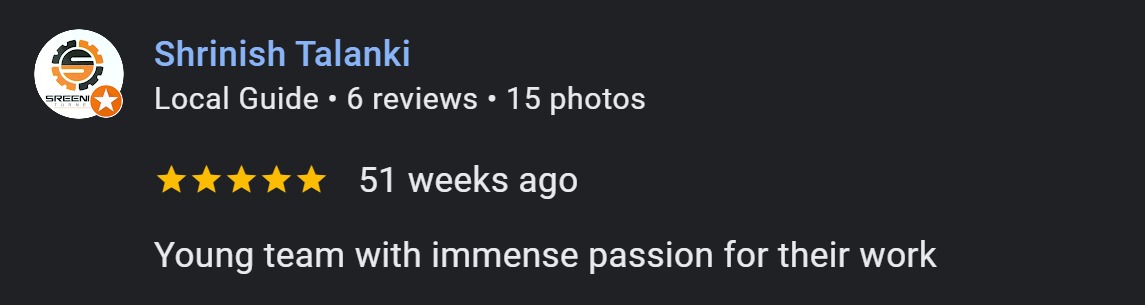 Shrinish Talanki
Local Guide • 6 reviews • 15 photos
51 weeks ago
Young team with immense passion for their work